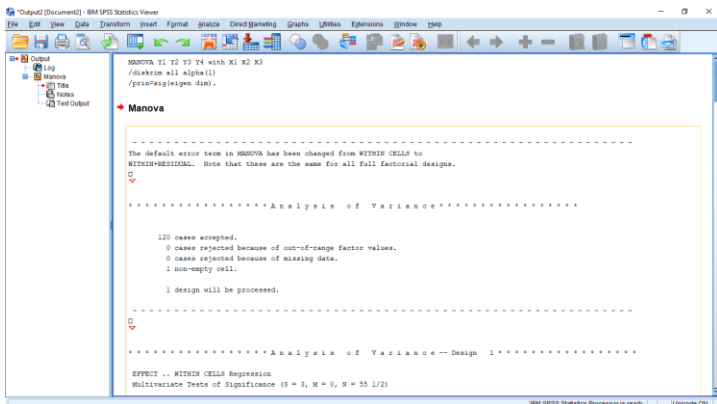 *Output2 [Document2] - IBM SPSS Statistics Viewer
File Edit View Data Transform Insert Format Analyze Direct Marketing Graphs Utilities Extensions Window Help
Output
Log
Manova
Title
Notes
Text Output
MANOVA Y1 Y2 Y3 Y4 with X1 X2 X3
/diskrim all alpha(1)
/prin=sig(eigen dim).
Manova
- - - - - - - - - - - - - - - - - - - - - - - - - - - - - - - - - - - - - - - - - - - -
The default error term in MANOVA has been changed from WITHIN CELLS to
WITHIN+RESIDUAL. Note that these are the same for all full factorial designs.
* * * * * * * * * * * * * * * * * A n a l y s i s o f V a r i a n c e * * * * * * * * * * * * * * * * *
120 cases accepted.
0 cases rejected because of out-of-range factor values.
0 cases rejected because of missing data.
1 non-empty cell.
1 design will be processed.
- - - - - - - - - - - - - - - - - - - - - - - - - - - - - - - - - - - - - - - - - - - -
* * * * * * * * * * * * * * * * * A n a l y s i s o f V a r i a n c e -- Design 1 * * * * * * * * * * * * * * * * *
EFFECT .. WITHIN CELLS Regression
Multivariate Tests of Significance (S = 3, M = 0, N = 55 1/2)
IBM SPSS Statistics Processor is ready Unicode:ON